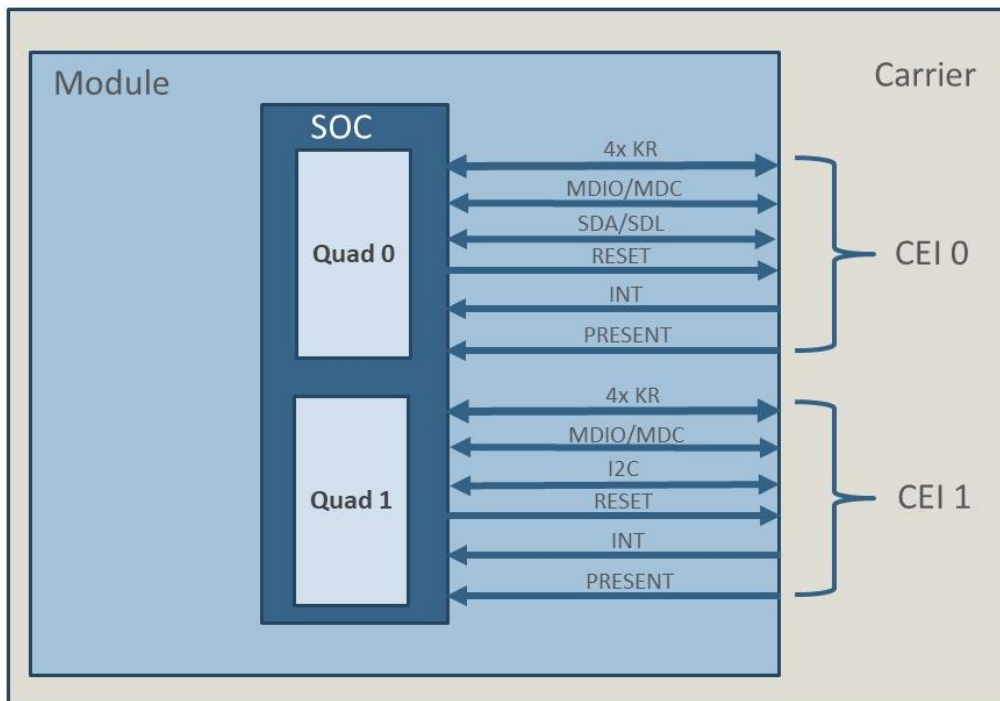 Module
Carrier
SOC
Quad 0
4x KR
MDIO/MDC
SDA/SDL
RESET
INT
PRESENT
CEI 0
Quad 1
4x KR
MDIO/MDC
I2C
RESET
INT
PRESENT
CEI 1